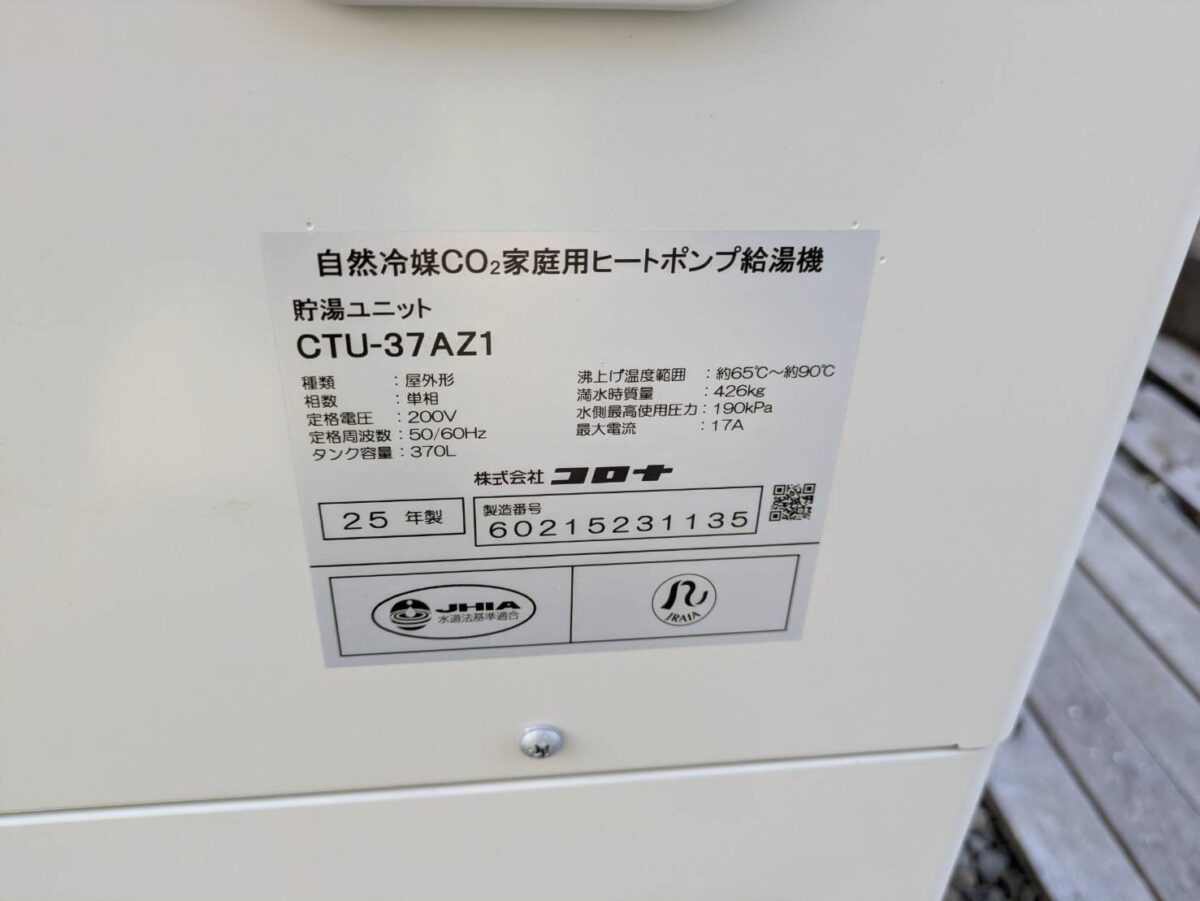 自然冷媒CO₂家庭用ヒートポンプ給湯機
貯湯ユニット
CTU-37AZ1
種類 :屋外形
相数 :単相
定格電圧 :200V
定格周波数:50/60Hz
タンク容量:370L
沸上げ温度範囲 :約65℃~約90℃
満水時質量 :426kg
水側最高使用圧力:190kPa
最大電流 :17A
株式会社 コロナ
25 年製
製造番号
60215231135
JHIA
水道法基準適合
JRAIA